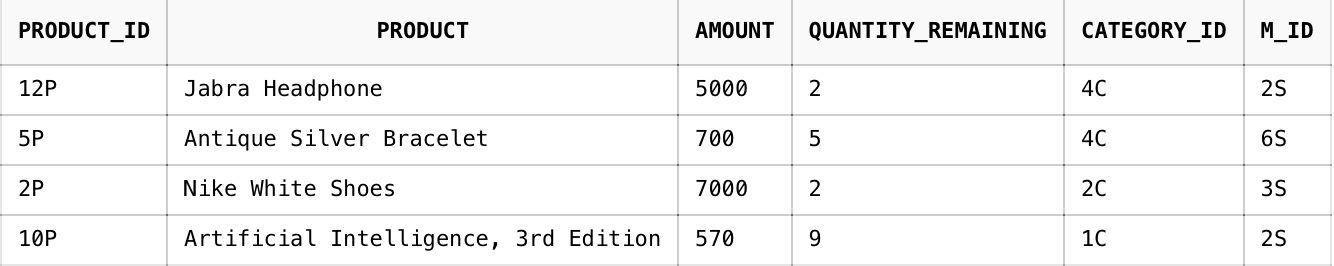 PRODUCT_ID PRODUCT AMOUNT QUANTITY_REMAINING CATEGORY_ID M_ID
12P Jabra Headphone 5000 2 4C 2S
5P Antique Silver Bracelet 700 5 4C 6S
2P Nike White Shoes 7000 2 2C 3S
10P Artificial Intelligence, 3rd Edition 570 9 1C 2S